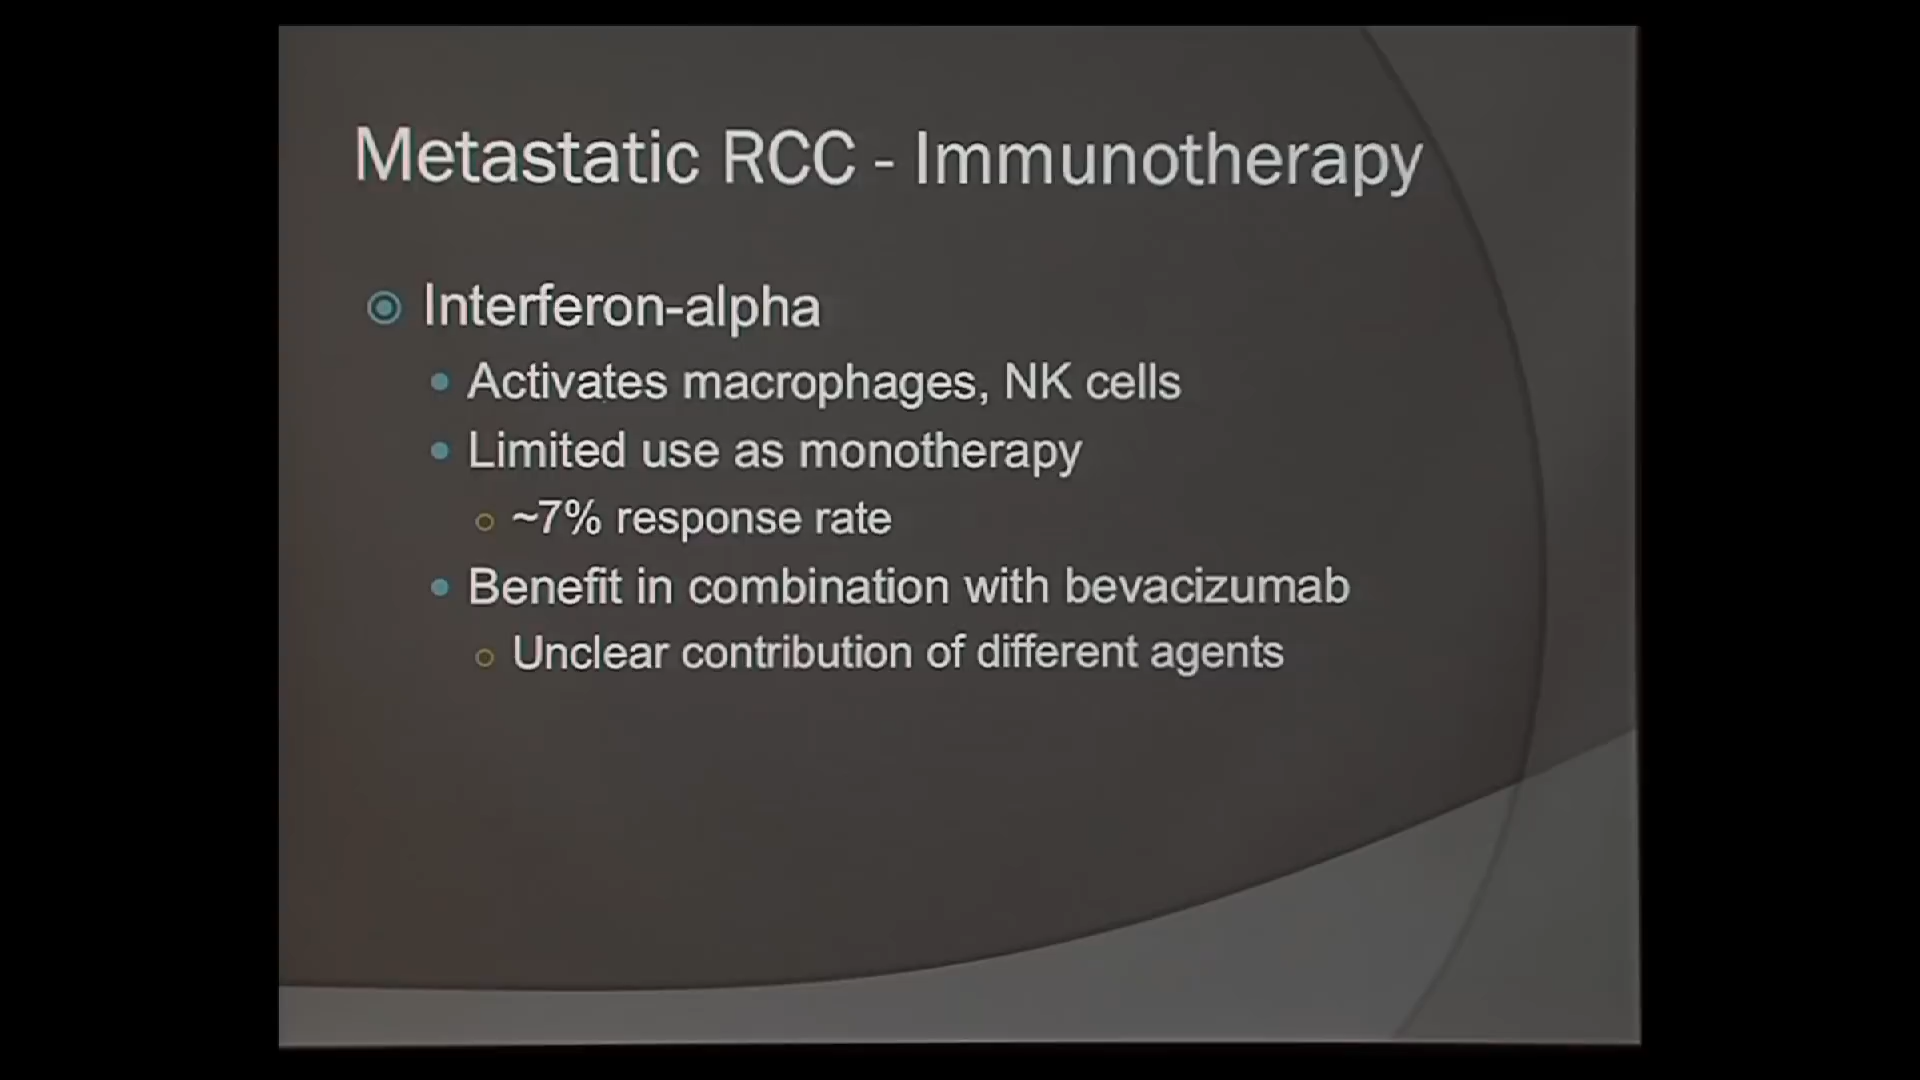 Metastatic RCC - Immunotherapy
Interferon-alpha
Activates macrophages, NK cells
Limited use as monotherapy
~7% response rate
Benefit in combination with bevacizumab
Unclear contribution of different agents